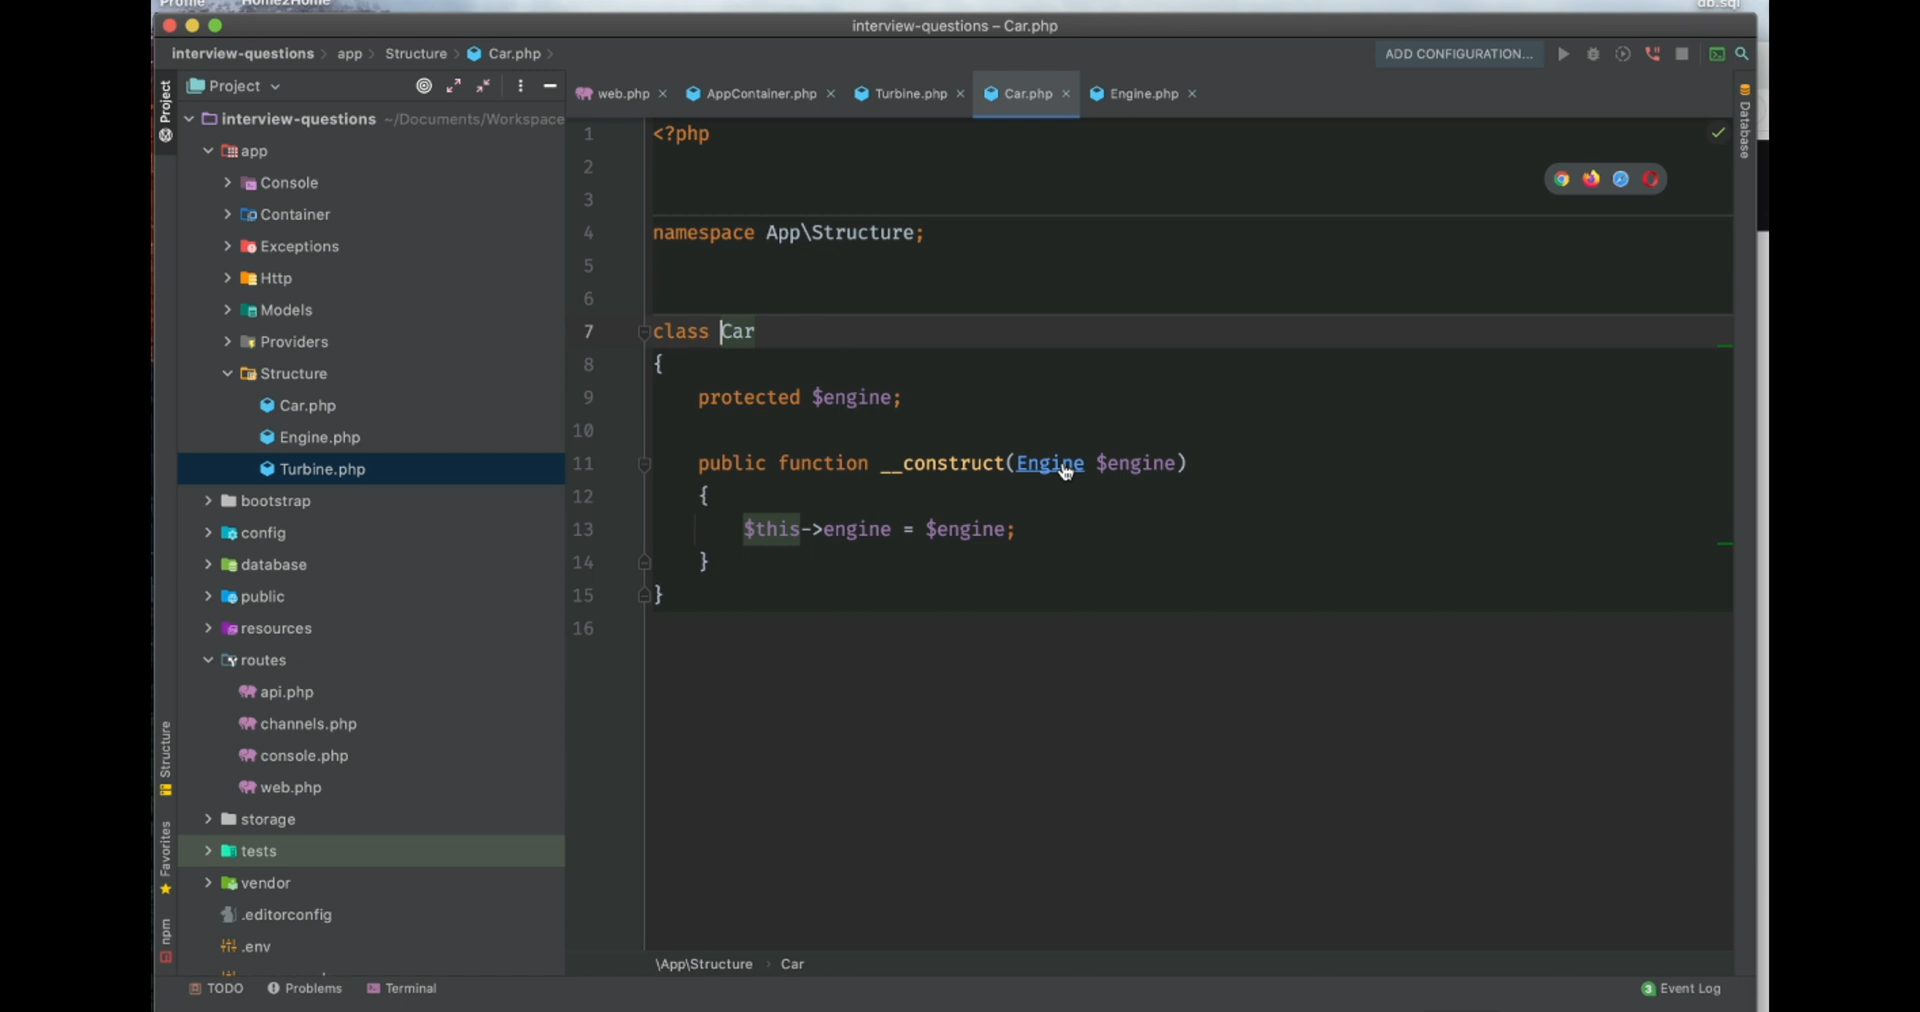 Profile
Home2Home
db.sql
interview-questions – Car.php
interview-questions
app
Structure
Car.php
ADD CONFIGURATION...
Project
Project
web.php
AppContainer.php
Turbine.php
Car.php
Engine.php
Database
interview-questions ~/Documents/Workspace
app
Console
Container
Exceptions
Http
Models
Providers
Structure
Car.php
Engine.php
Turbine.php
bootstrap
config
database
public
resources
routes
api.php
channels.php
console.php
web.php
storage
tests
vendor
.editorconfig
.env
Structure
Favorites
npm
1 <?php
2
3
4 namespace App\Structure;
5
6
7 class Car
8 {
9 protected $engine;
10
11 public function __construct(Engine $engine)
12 {
13 $this->engine = $engine;
14 }
15 }
16
\App\Structure
Car
TODO
Problems
Terminal
3 Event Log